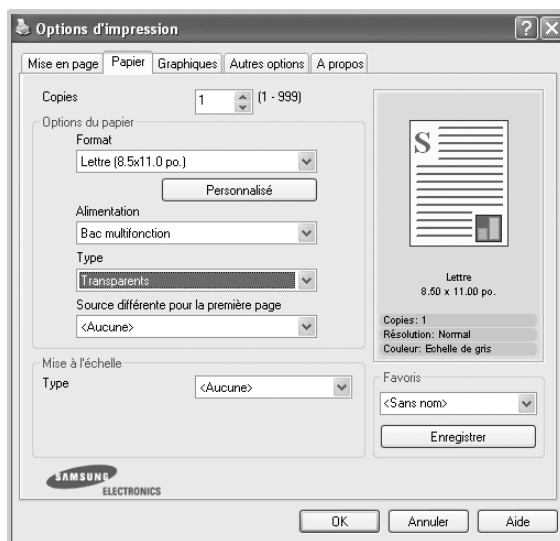 Options d'impression
Mise en page Papier Graphiques Autres options A propos
Copies 1 (1 - 999)
Options du papier
Format
Lettre (8.5x11.0 po.)
Personnalisé
Alimentation
Bac multifonction
Type
Transparents
Source différente pour la première page
<Aucune>
Mise à l'échelle
Type <Aucune>
S
Lettre
8.50 x 11.00 po.
Copies: 1
Résolution: Normal
Couleur: Echelle de gris
Favoris
<Sans nom>
Enregistrer
SAMSUNG
ELECTRONICS
OK Annuler Aide